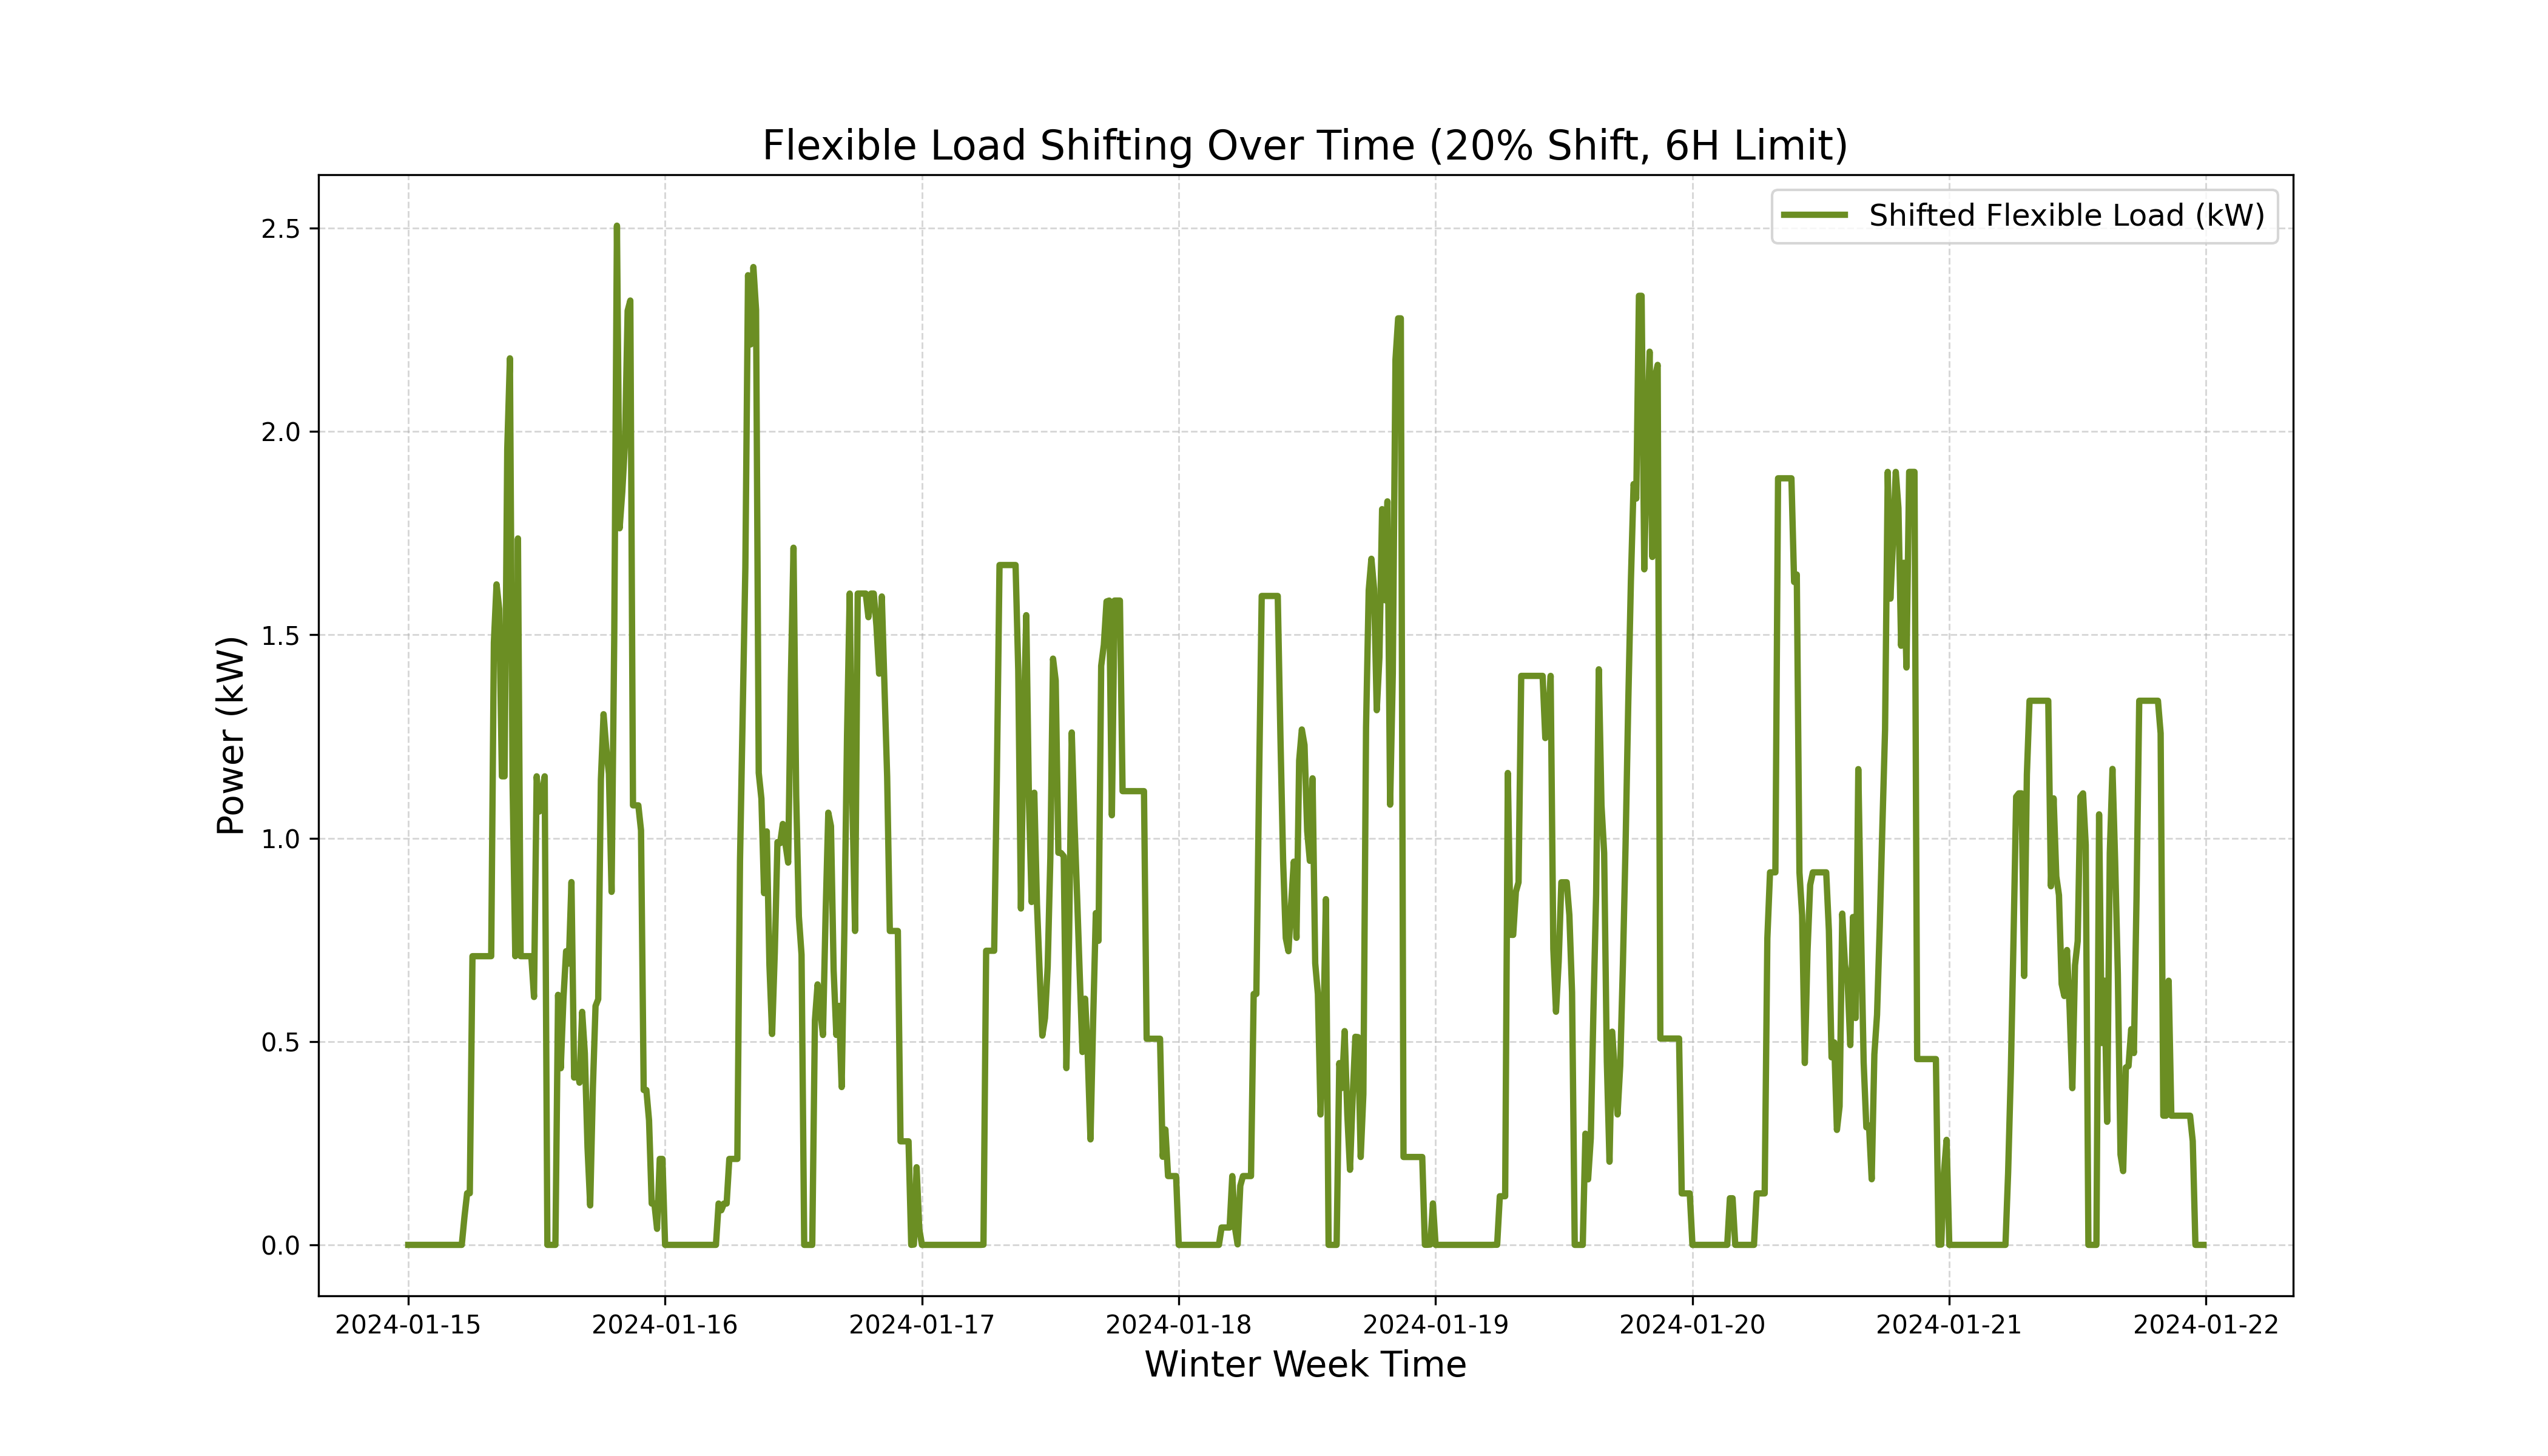 Flexible Load Shifting Over Time (20% Shift, 6H Limit)
Shifted Flexible Load (kW)
Power (kW)
2.5
2.0
1.5
1.0
0.5
0.0
2024-01-15 2024-01-16 2024-01-17 2024-01-18 2024-01-19 2024-01-20 2024-01-21 2024-01-22
Winter Week Time